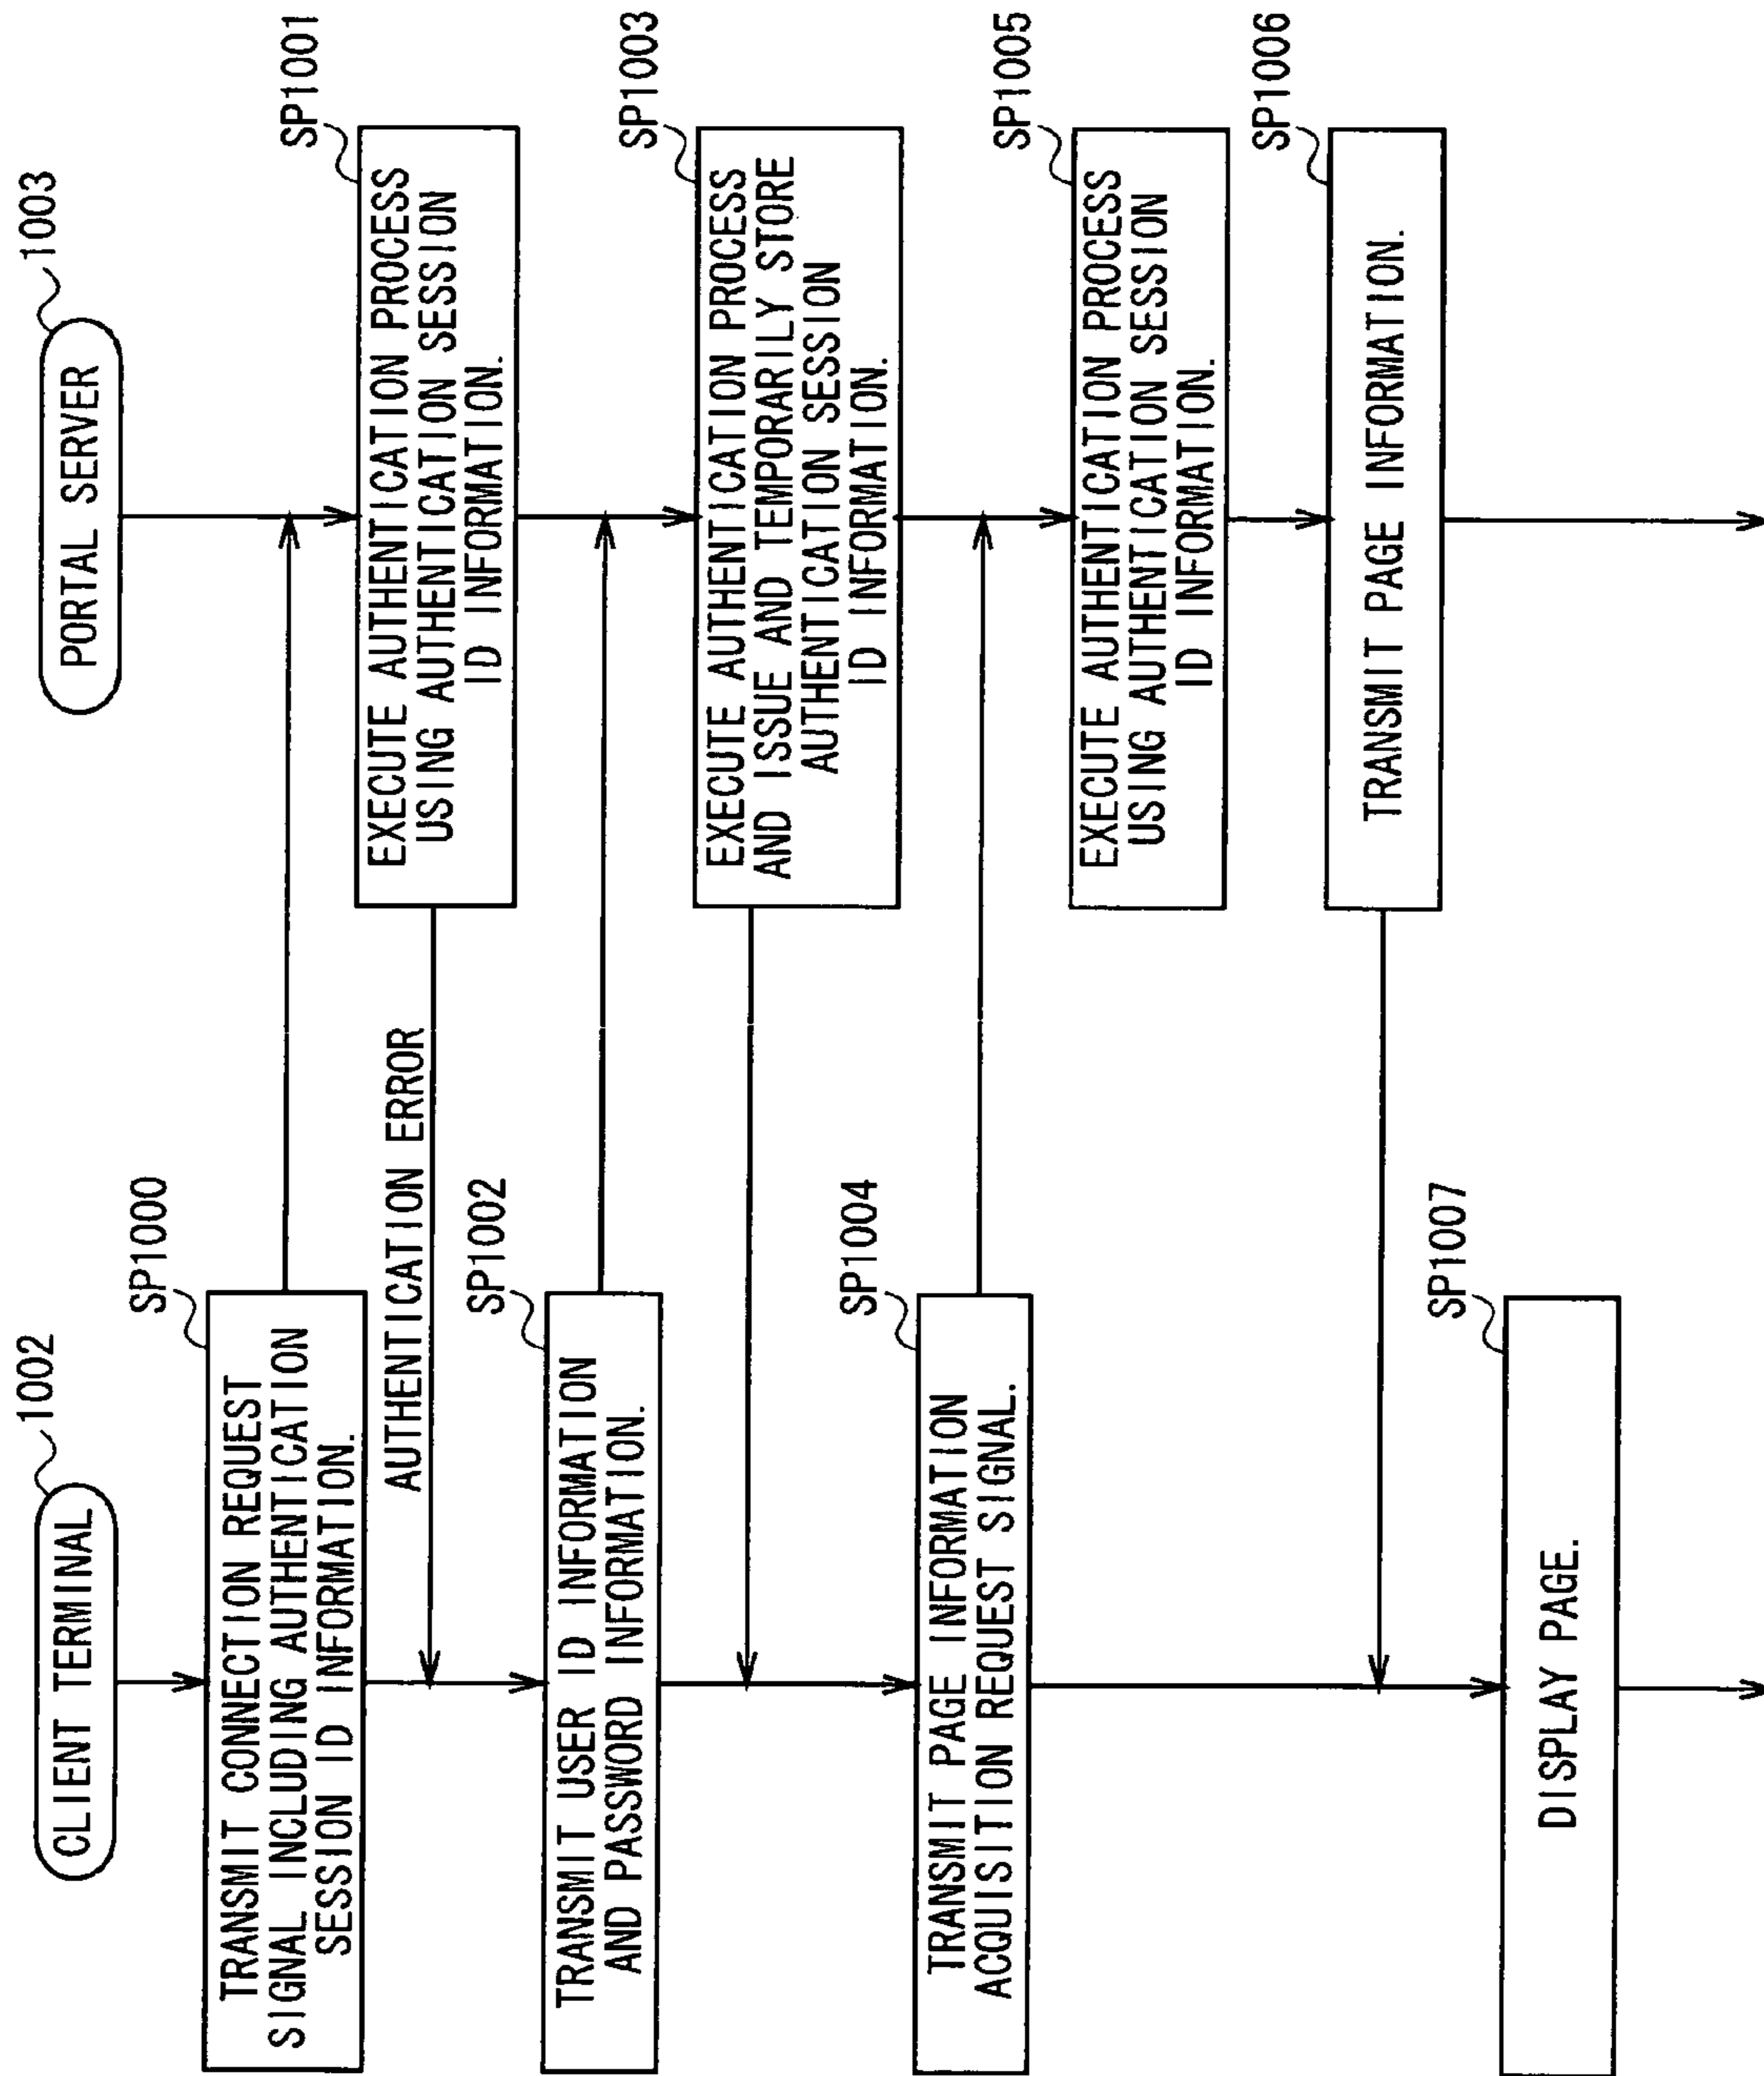 CLIENT TERMINAL
1002
PORTAL SERVER
1003
SP1000
TRANSMIT CONNECTION REQUEST
SIGNAL INCLUDING AUTHENTICATION
SESSION ID INFORMATION.
SP1001
EXECUTE AUTHENTICATION PROCESS
USING AUTHENTICATION SESSION
ID INFORMATION.
AUTHENTICATION ERROR
SP1002
TRANSMIT USER ID INFORMATION
AND PASSWORD INFORMATION.
SP1003
EXECUTE AUTHENTICATION PROCESS
AND ISSUE AND TEMPORARILY STORE
AUTHENTICATION SESSION
ID INFORMATION.
SP1004
TRANSMIT PAGE INFORMATION
ACQUISITION REQUEST SIGNAL.
SP1005
EXECUTE AUTHENTICATION PROCESS
USING AUTHENTICATION SESSION
ID INFORMATION.
SP1006
TRANSMIT PAGE INFORMATION.
SP1007
DISPLAY PAGE.